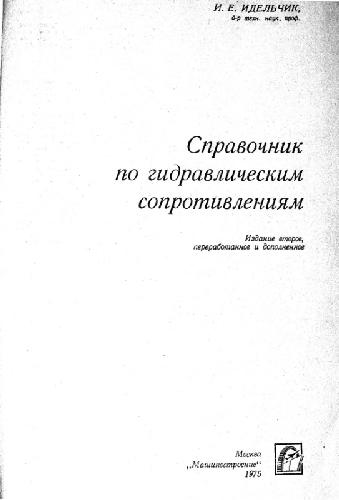 И. Е. ИДЕЛЬЧИК,
д-р техн. наук, проф.
Справочник
по гидравлическим
сопротивлениям
Издание второе,
переработанное и дополненное
Москва
„Машиностроение“
1975